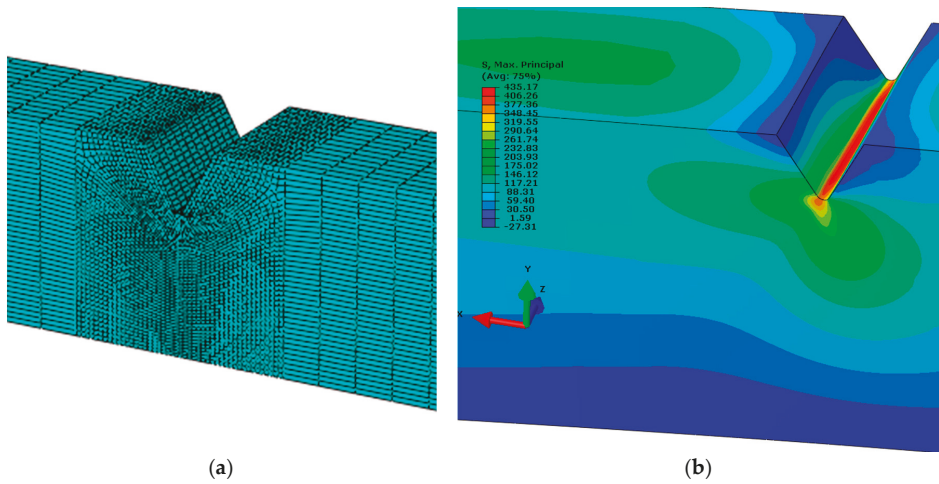 S, Max. Principal
(Avg: 75%)
435.17
406.26
377.36
348.45
319.55
290.64
261.74
232.83
203.93
175.02
146.12
117.21
88.31
59.40
30.50
1.59
-27.31
Y
Z
X
(a)
(b)